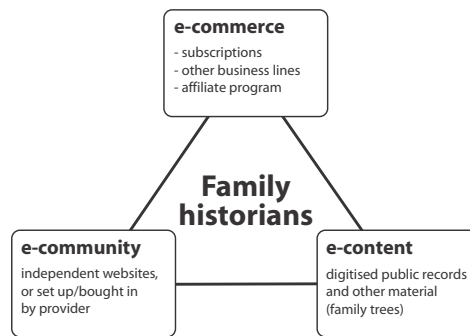 e-commerce
- subscriptions
- other business lines
- affiliate program
Family
historians
e-community
independent websites,
or set up/bought in
by provider
e-content
digitised public records
and other material
(family trees)